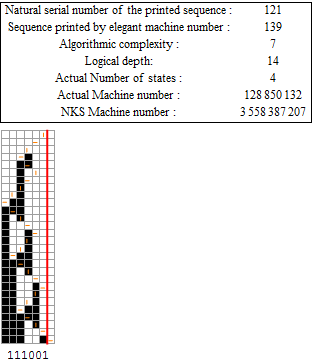 Natural serial number of the printed sequence : 121
Sequence printed by elegant machine number : 139
Algorithmic complexity : 7
Logical depth: 14
Actual Number of states : 4
Actual Machine number : 128 850 132
NKS Machine number : 3 558 387 207
111001